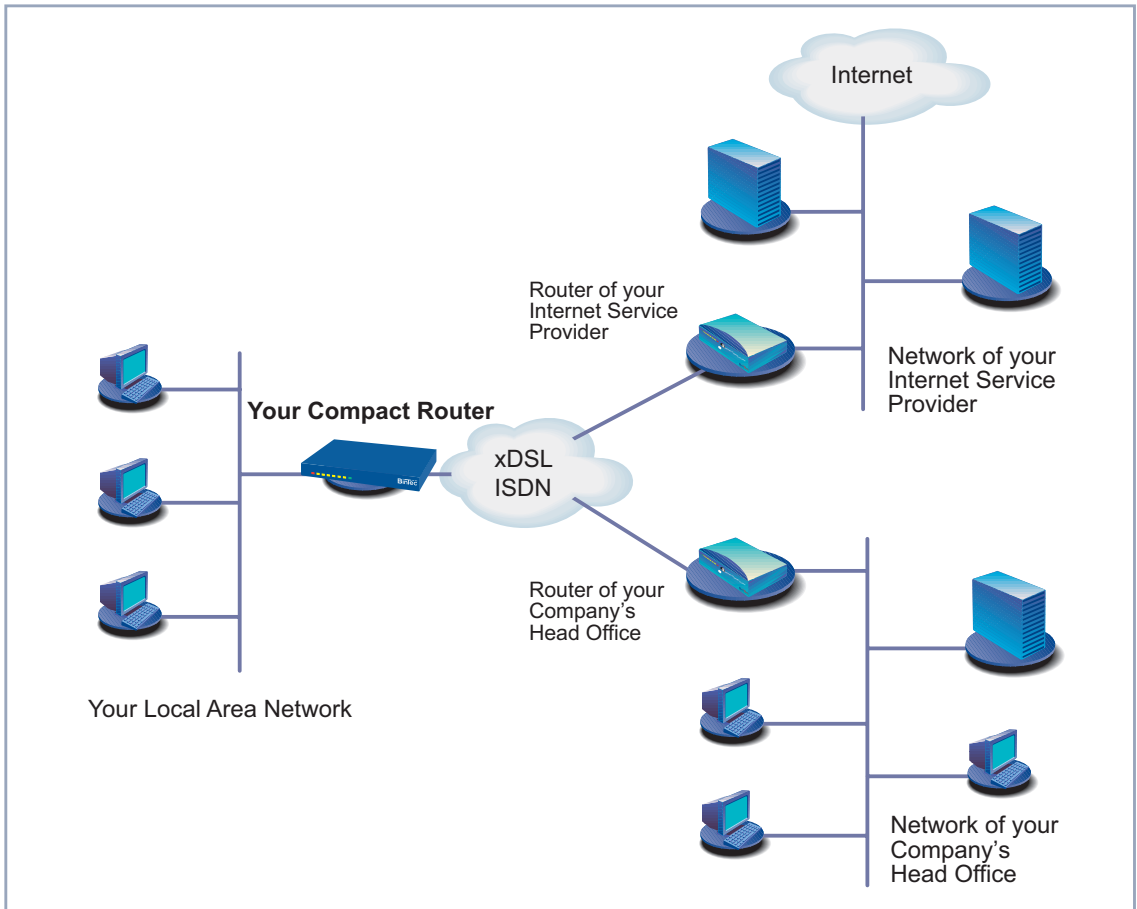 Internet
Router of your
Internet Service
Provider
Network of your
Internet Service
Provider
Your Compact Router
BinTec
xDSL
ISDN
Router of your
Company's
Head Office
Your Local Area Network
Network of your
Company's
Head Office